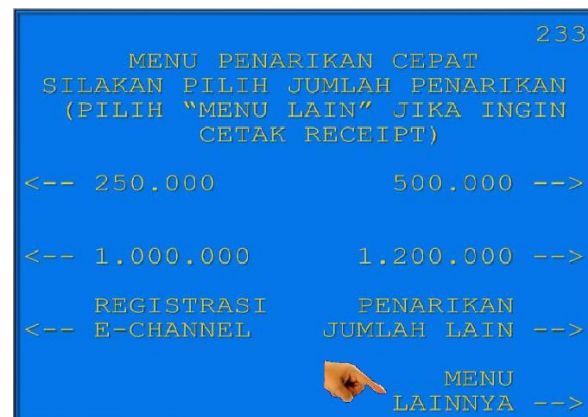 233
MENU PENARIKAN CEPAT
SILAKAN PILIH JUMLAH PENARIKAN
(PILIH “MENU LAIN” JIKA INGIN
CETAK RECEIPT)
<-- 250.000 500.000 -->
<-- 1.000.000 1.200.000 -->
REGISTRASI PENARIKAN
<-- E-CHANNEL JUMLAH LAIN -->
MENU
LAINNYA -->